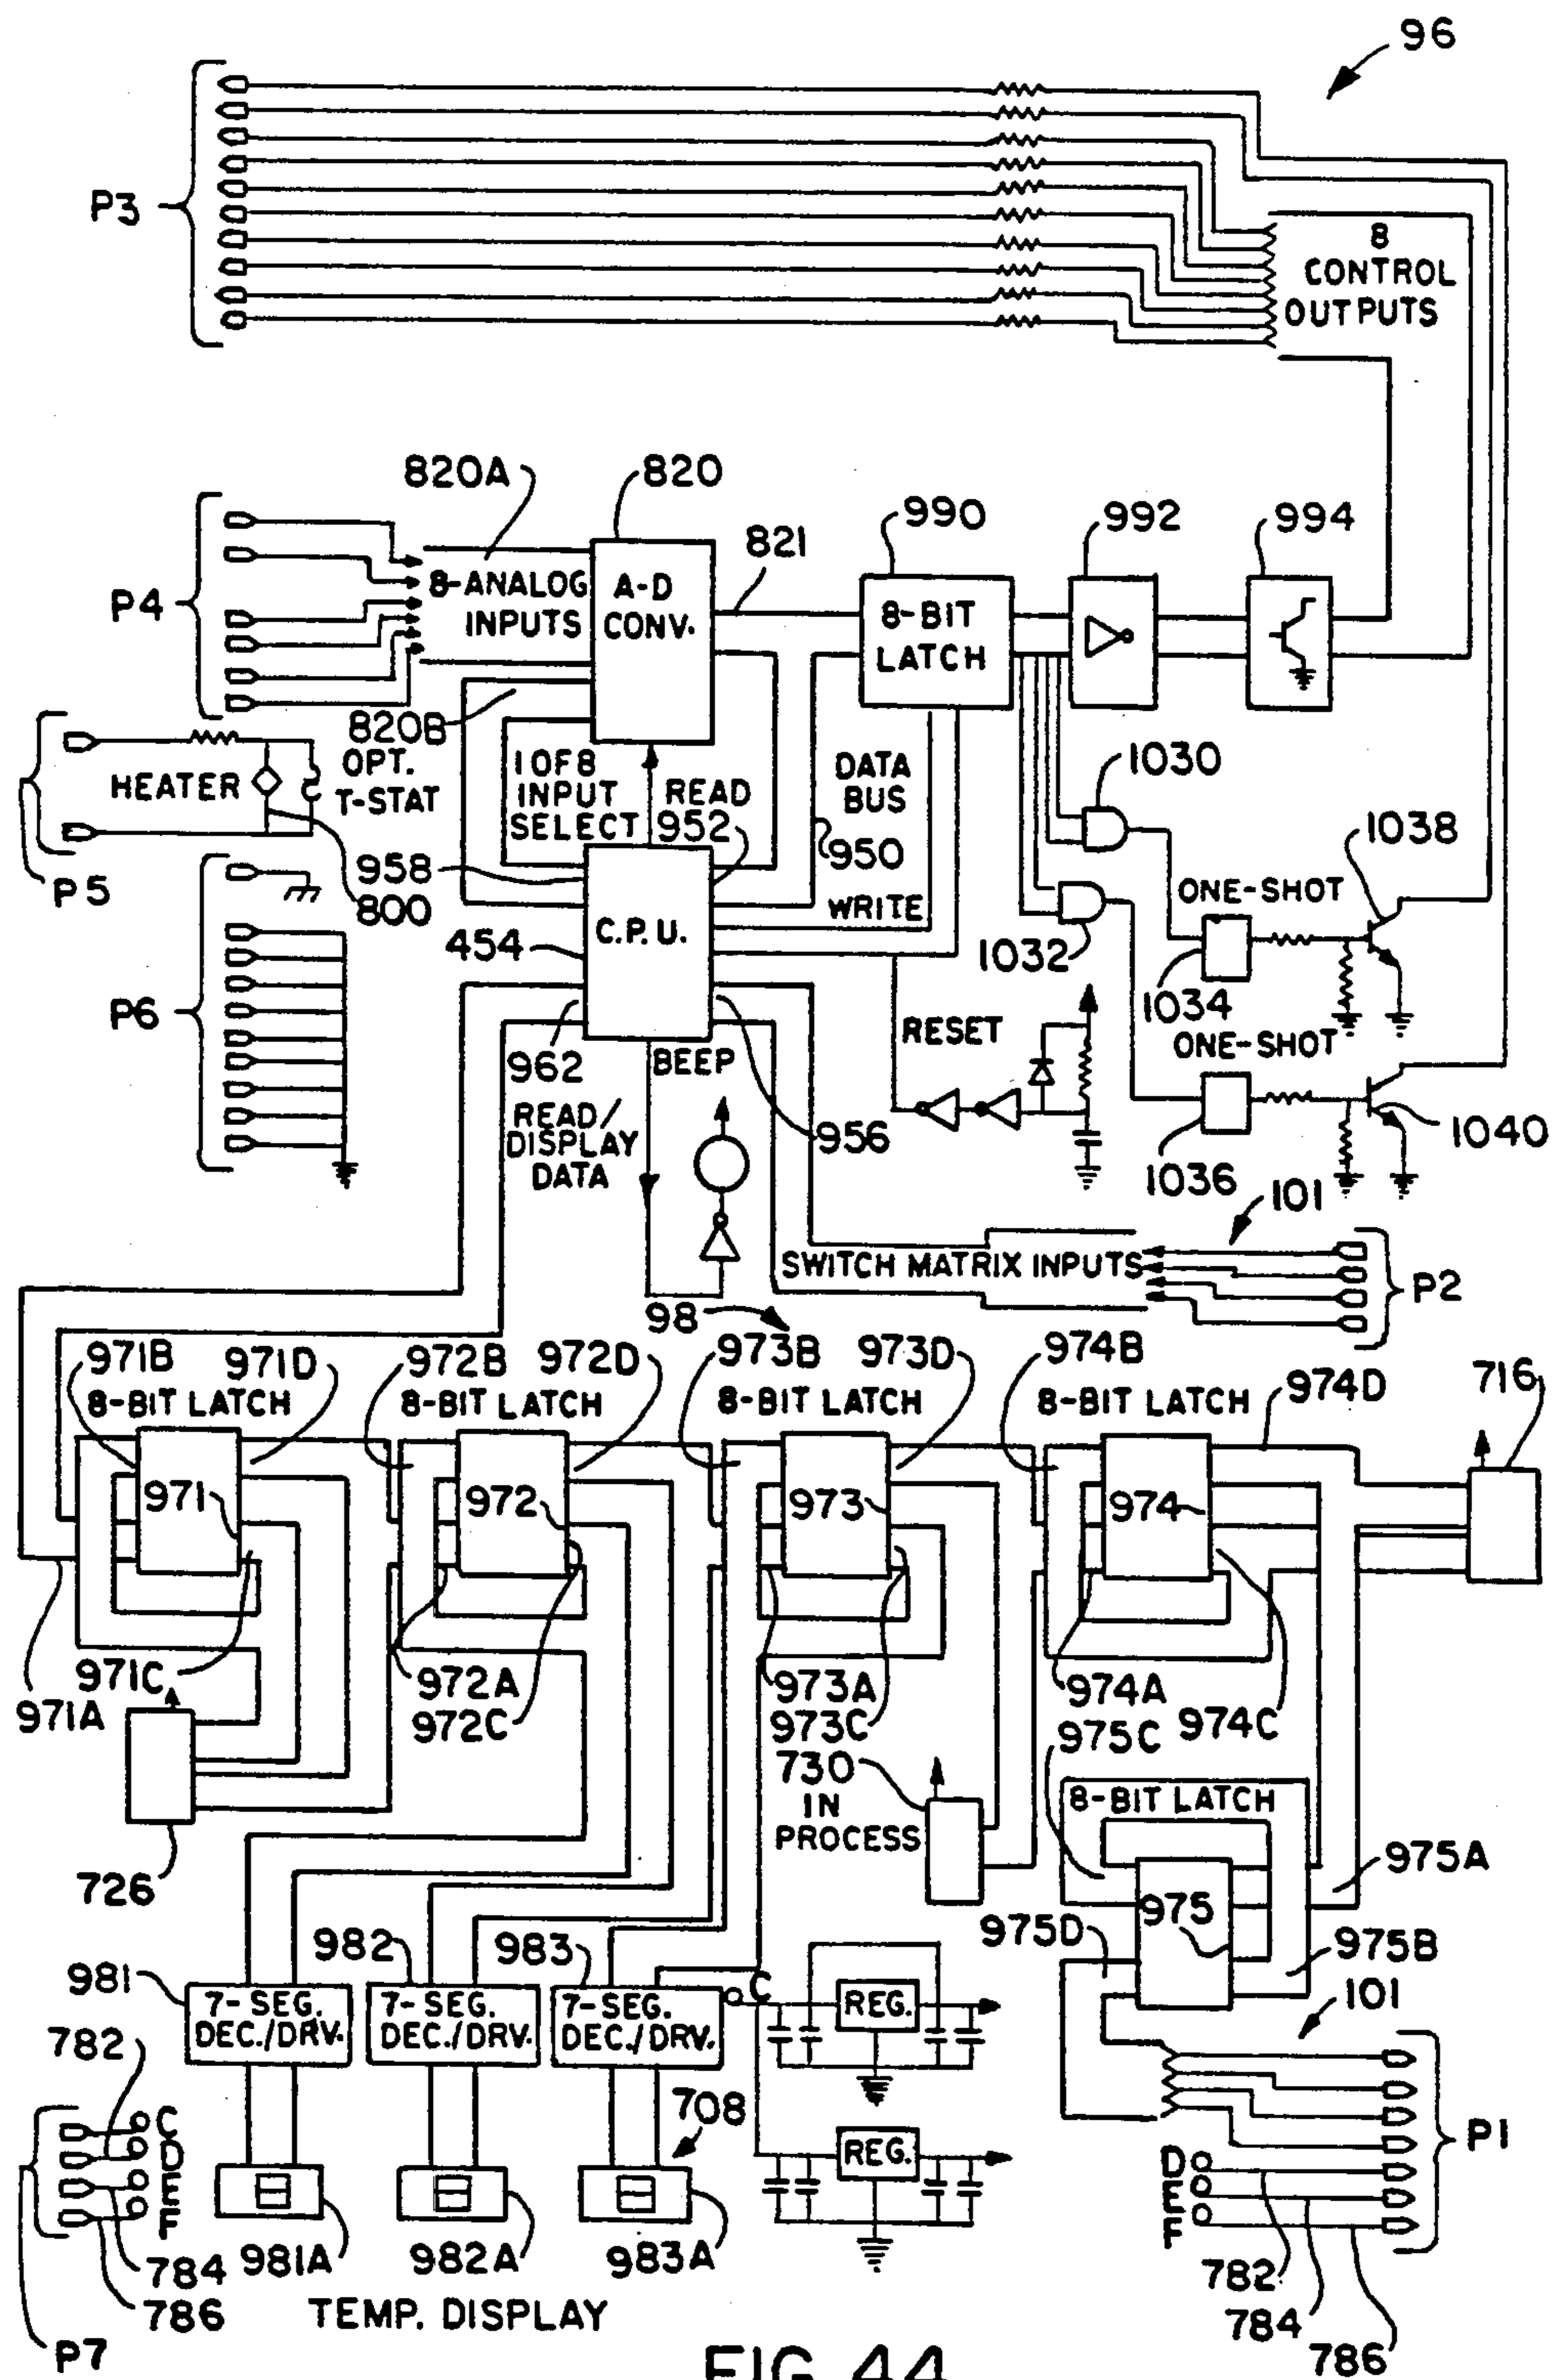 96
P3
8
CONTROL
OUTPUTS
820A
820
821
990
992
994
P4
8-ANALOG
INPUTS
A-D
CONV.
8-BIT
LATCH
820B
OPT.
T-STAT
HEATER
1 OF 8
INPUT
SELECT
READ
952
DATA
BUS
950
1030
1038
P5
958
800
WRITE
ONE-SHOT
454
C.P.U.
1032
1034
P6
RESET
ONE-SHOT
962
BEEP
READ/
DISPLAY
DATA
956
1036
1040
101
SWITCH MATRIX INPUTS
P2
98
971B
971D
972B
972D
973B
973D
974B
974D
716
8-BIT LATCH
8-BIT LATCH
8-BIT LATCH
8-BIT LATCH
971
972
973
974
971C
971A
972A
972C
973A
973C
974A
974C
975C
730
IN
PROCESS
8-BIT LATCH
726
975A
975
975D
975B
981
982
983
C
7-SEG.
DEC./DRV.
7-SEG.
DEC./DRV.
7-SEG.
DEC./DRV.
REG.
101
782
708
C
D
E
F
REG.
P1
D
E
F
784
786
981A
982A
983A
782
784
786
P7
TEMP. DISPLAY
FIG. 44